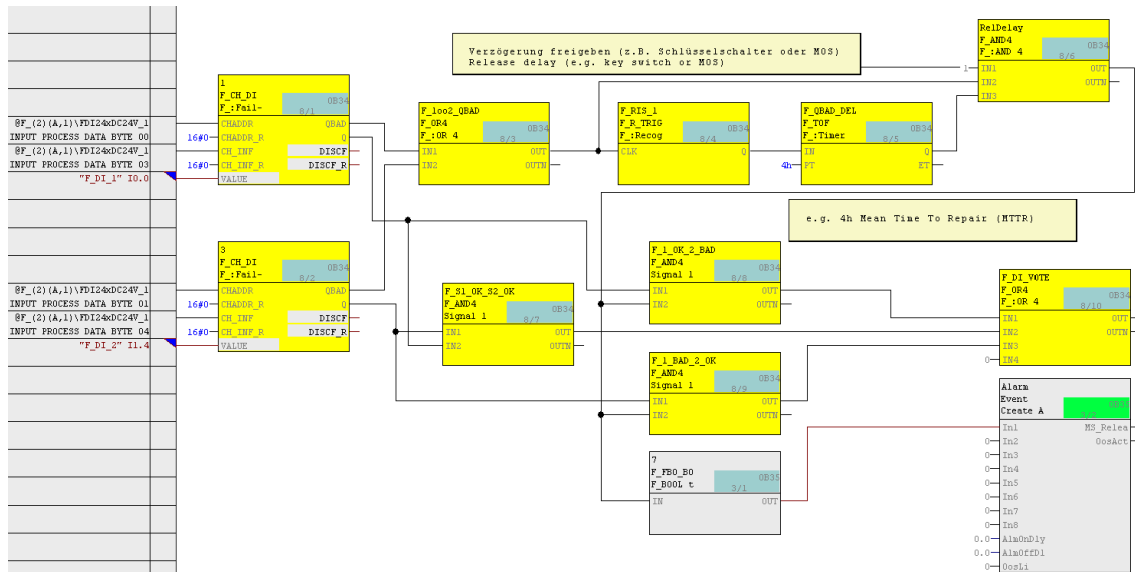 Verzögerung freigeben (z.B. Schlüsselschalter oder MOS)
Release delay (e.g. key switch or MOS)
RelDelay
F_AND4
F_:AND 4
OB34
8/6
1
IN1
OUT
IN2
OUTN
IN3
@F_(2)(A,1)\FDI24xDC24V_1
INPUT PROCESS DATA BYTE 00
@F_(2)(A,1)\FDI24xDC24V_1
INPUT PROCESS DATA BYTE 03
"F_DI_1" I0.0
1
F_CH_DI
F_:Fail-
OB34
8/1
CHADDR
QBAD
16#0
CHADDR_R
Q
CH_INF
DISCF
16#0
CH_INF_R
DISCF_R
VALUE
F_1oo2_QBAD
F_OR4
F_:OR 4
OB34
8/3
IN1
OUT
IN2
OUTN
F_RIS_1
F_R_TRIG
F_:Recog
OB34
8/4
CLK
Q
F_QBAD_DEL
F_TOF
F_:Timer
OB34
8/5
IN
Q
4h
PT
ET
e.g. 4h Mean Time To Repair (MTTR)
@F_(2)(A,1)\FDI24xDC24V_1
INPUT PROCESS DATA BYTE 01
@F_(2)(A,1)\FDI24xDC24V_1
INPUT PROCESS DATA BYTE 04
"F_DI_2" I1.4
3
F_CH_DI
F_:Fail-
OB34
8/2
CHADDR
QBAD
16#0
CHADDR_R
Q
CH_INF
DISCF
16#0
CH_INF_R
DISCF_R
VALUE
F_S1_OK_S2_OK
F_AND4
Signal 1
OB34
8/7
IN1
OUT
IN2
OUTN
F_1_OK_2_BAD
F_AND4
Signal 1
OB34
8/8
IN1
OUT
IN2
OUTN
F_1_BAD_2_OK
F_AND4
Signal 1
OB34
8/9
IN1
OUT
IN2
OUTN
F_DI_VOTE
F_OR4
F_:OR 4
OB34
8/10
IN1
OUT
IN2
OUTN
IN3
0
IN4
7
F_FBO_BO
F_BOOL t
OB35
3/1
IN
OUT
Alarm
Event
Create A
OB35
3/2
In1
MS_Relea
0
In2
OosAct
0
In3
0
In4
0
In5
0
In6
0
In7
0
In8
0.0
AlmOnDly
0.0
AlmOffDl
0
OosLi